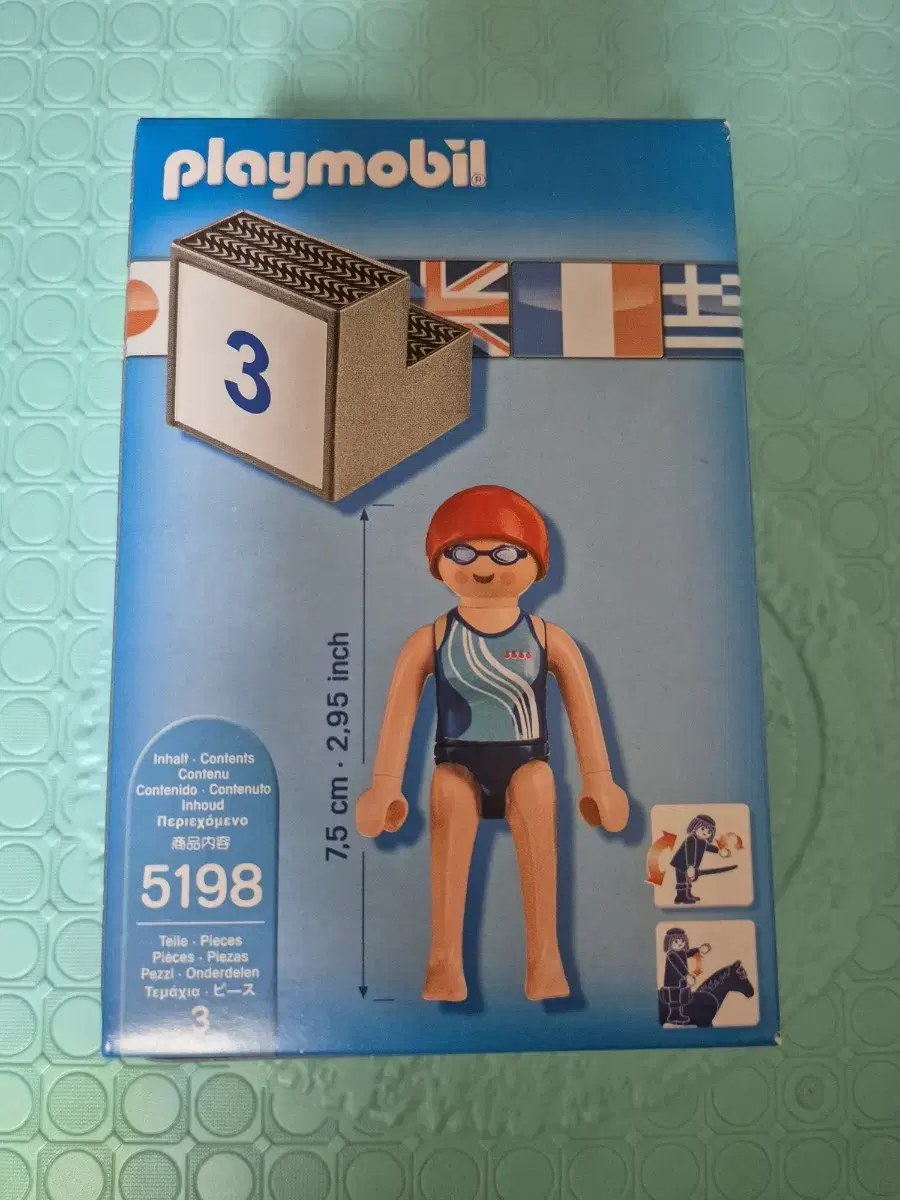 playmobil®
3
7,5 cm · 2,95 inch
Inhalt · Contents
Contenu
Contenido · Contenuto
Inhoud
Περιεχόμενο
商品内容
5198
Teile · Pieces
Pièces · Piezas
Pezzi · Onderdelen
Τεμάχια · ピース
3